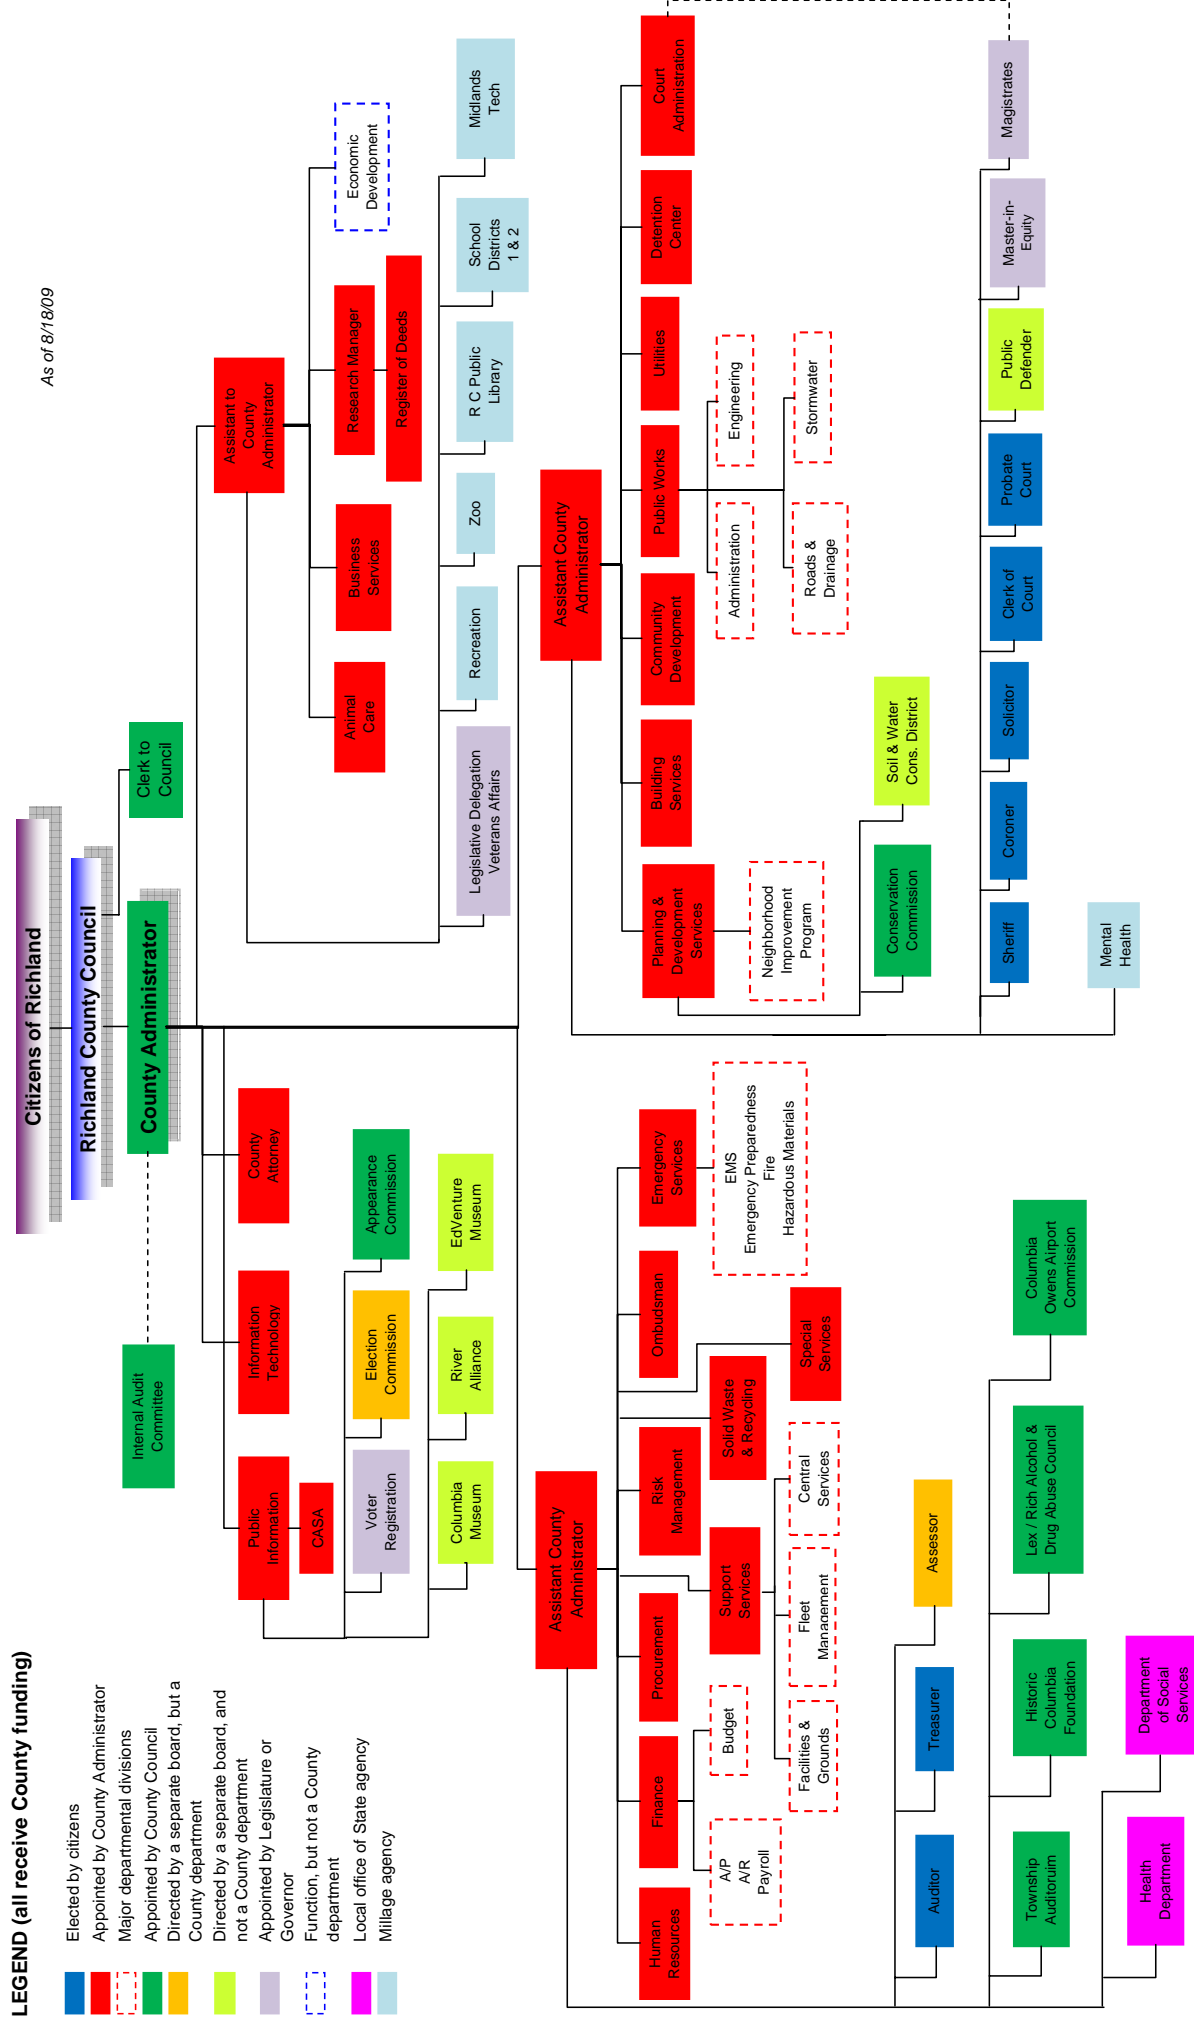 As of 8/18/09
Citizens of Richland
Richland County Council
County Administrator
Clerk to
Council
Internal Audit
Committee
LEGEND (all receive County funding)
Elected by citizens
Appointed by County Administrator
Major departmental divisions
Appointed by County Council
Directed by a separate board, but a
County department
Directed by a separate board, and
not a County department
Appointed by Legislature or
Governor
Function, but not a County
department
Local office of State agency
Millage agency
Public
Information
Information
Technology
County
Attorney
CASA
Voter
Registration
Election
Commission
Appearance
Commission
Columbia
Museum
River
Alliance
EdVenture
Museum
Assistant to
County
Administrator
Animal
Care
Business
Services
Research Manager
Economic
Development
Register of Deeds
Legislative Delegation
Veterans Affairs
Recreation
Zoo
R C Public
Library
School
Districts
1 & 2
Midlands
Tech
Assistant County
Administrator
Human
Resources
Finance
Procurement
Risk
Management
Ombudsman
Emergency
Services
A/P
A/R
Payroll
Budget
Support
Services
Solid Waste
& Recycling
EMS
Emergency Preparedness
Fire
Hazardous Materials
Facilities &
Grounds
Fleet
Management
Central
Services
Special
Services
Auditor
Treasurer
Assessor
Township
Auditoruim
Historic
Columbia
Foundation
Lex / Rich Alcohol &
Drug Abuse Council
Columbia
Owens Airport
Commission
Health
Department
Department
of Social
Services
Assistant County
Administrator
Planning &
Development
Services
Building
Services
Community
Development
Public Works
Utilities
Detention
Center
Court
Administration
Neighborhood
Improvement
Program
Administration
Engineering
Roads &
Drainage
Stormwater
Conservation
Commission
Soil & Water
Cons. District
Sheriff
Coroner
Solicitor
Clerk of
Court
Probate
Court
Public
Defender
Master-in-
Equity
Magistrates
Mental
Health